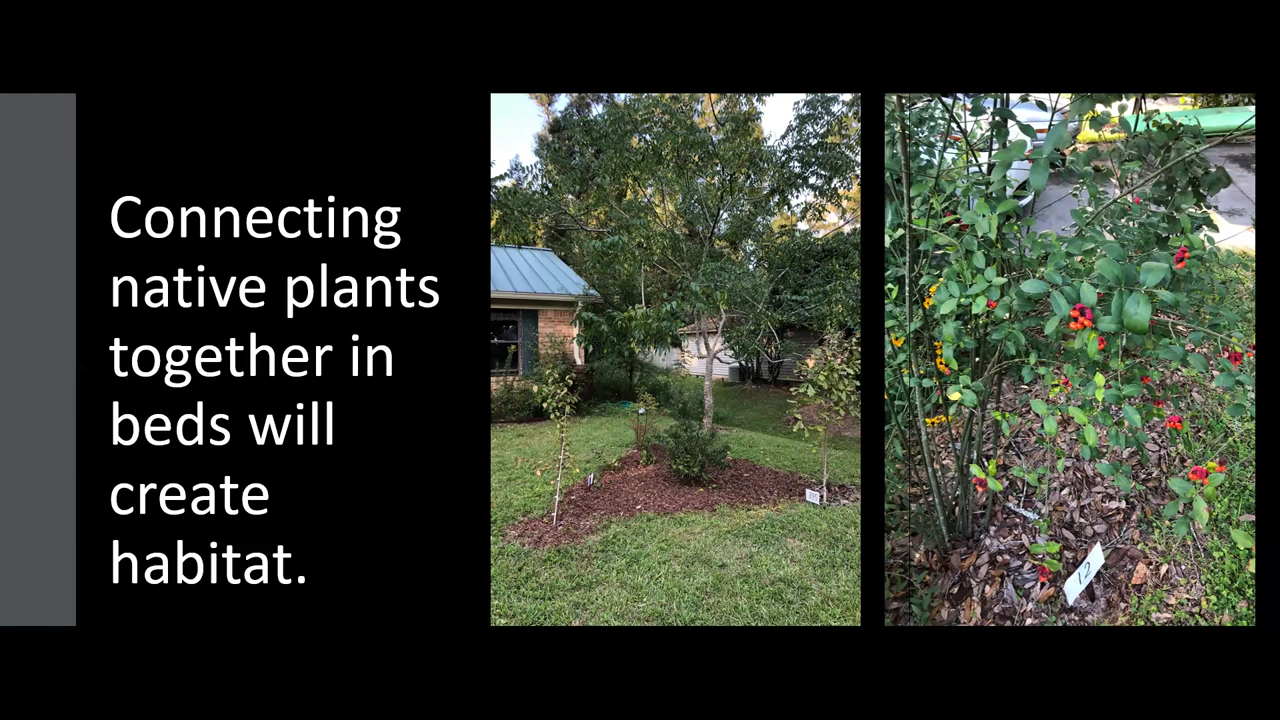 Connecting
native plants
together in
beds will
create
habitat.
12